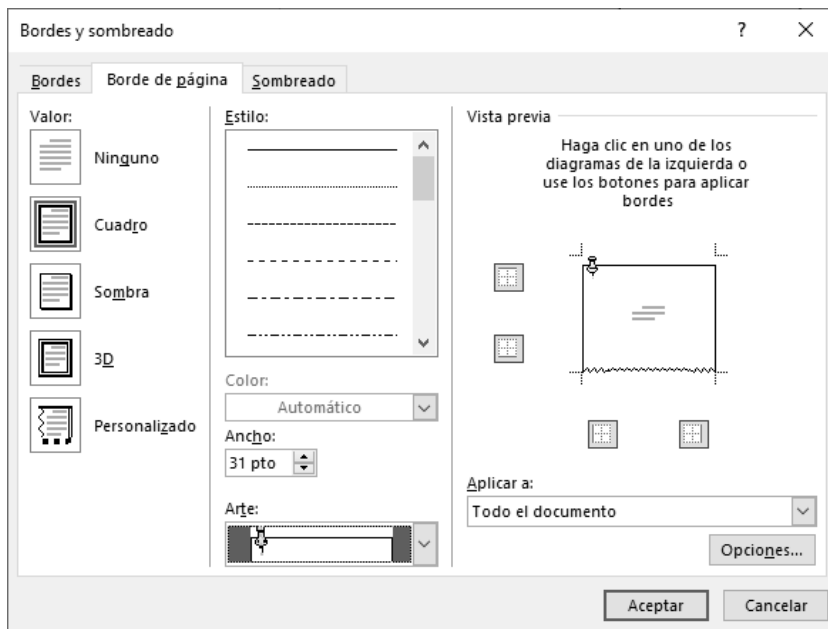 Bordes y sombreado
?
Bordes
Borde de página
Sombreado
Valor:
Ninguno
Cuadro
Sombra
3D
Personalizado
Estilo:
Color:
Automático
Ancho:
31 pto
Arte:
Vista previa
Haga clic en uno de los
diagramas de la izquierda o
use los botones para aplicar
bordes
Aplicar a:
Todo el documento
Opciones...
Aceptar
Cancelar